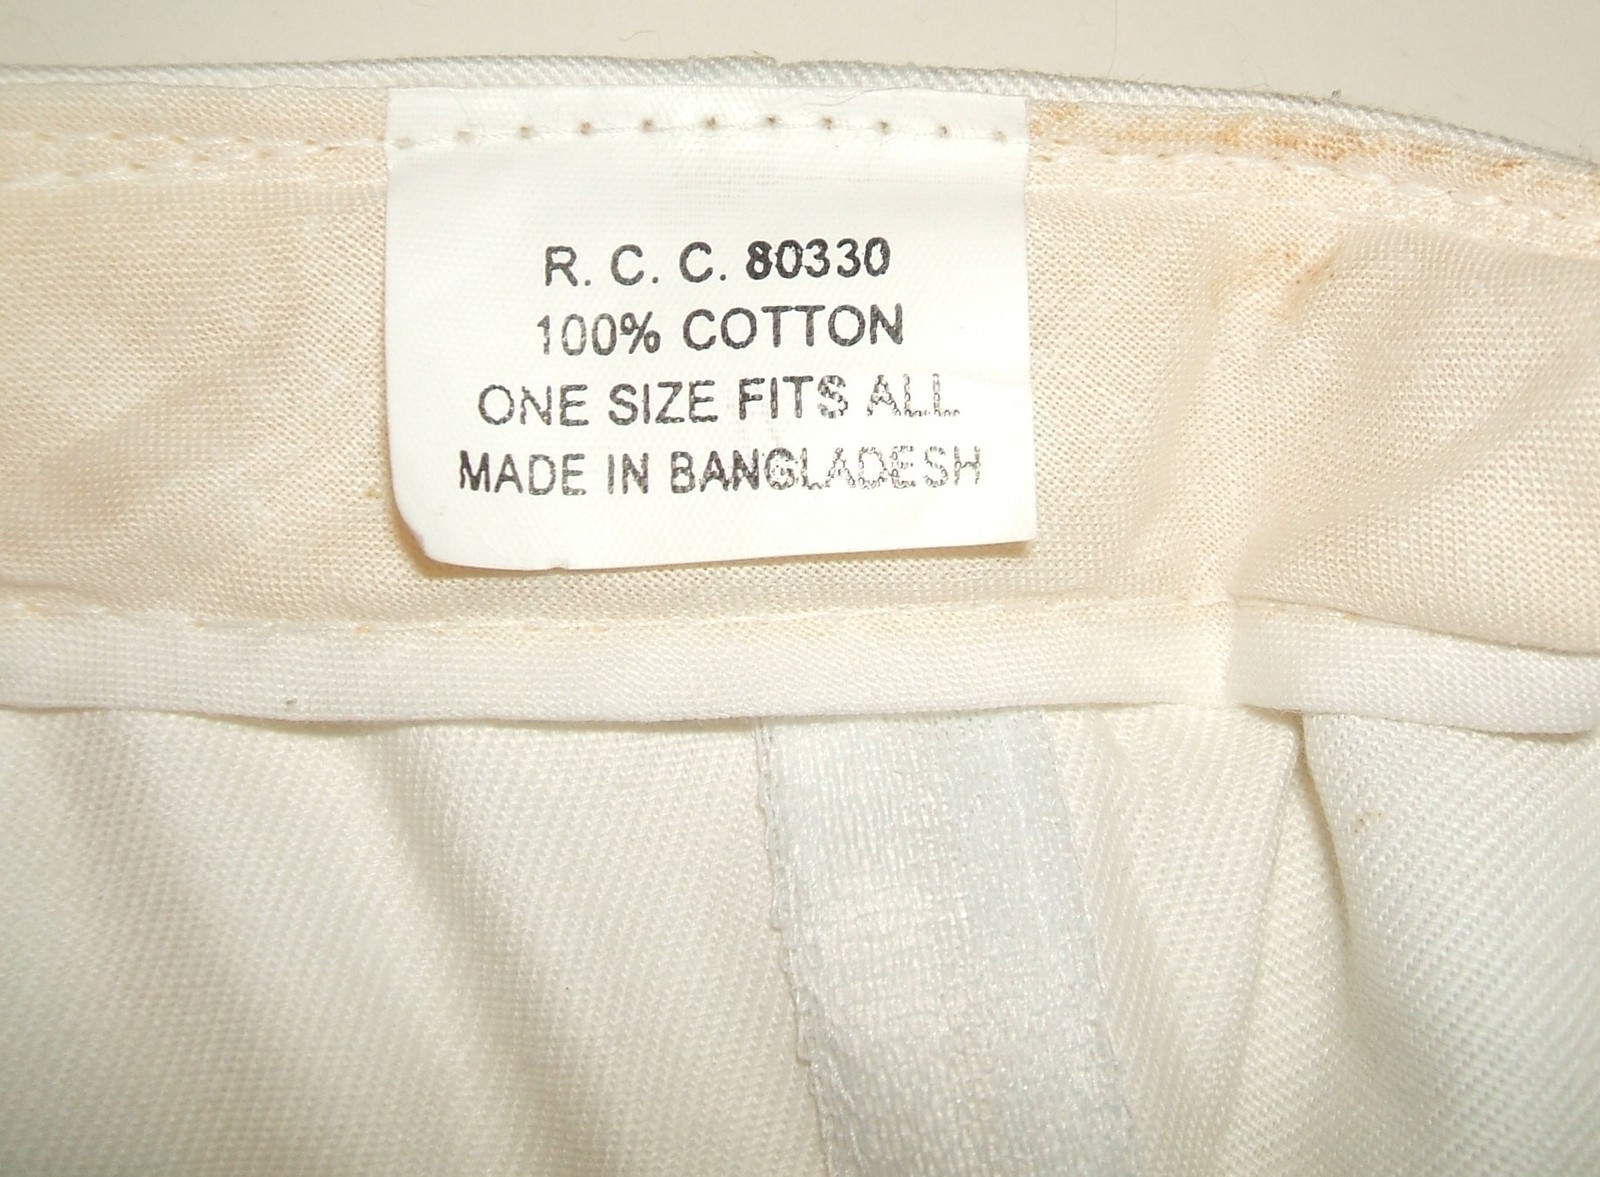 R. C. C. 80330
100% COTTON
ONE SIZE FITS ALL
MADE IN BANGLADESH